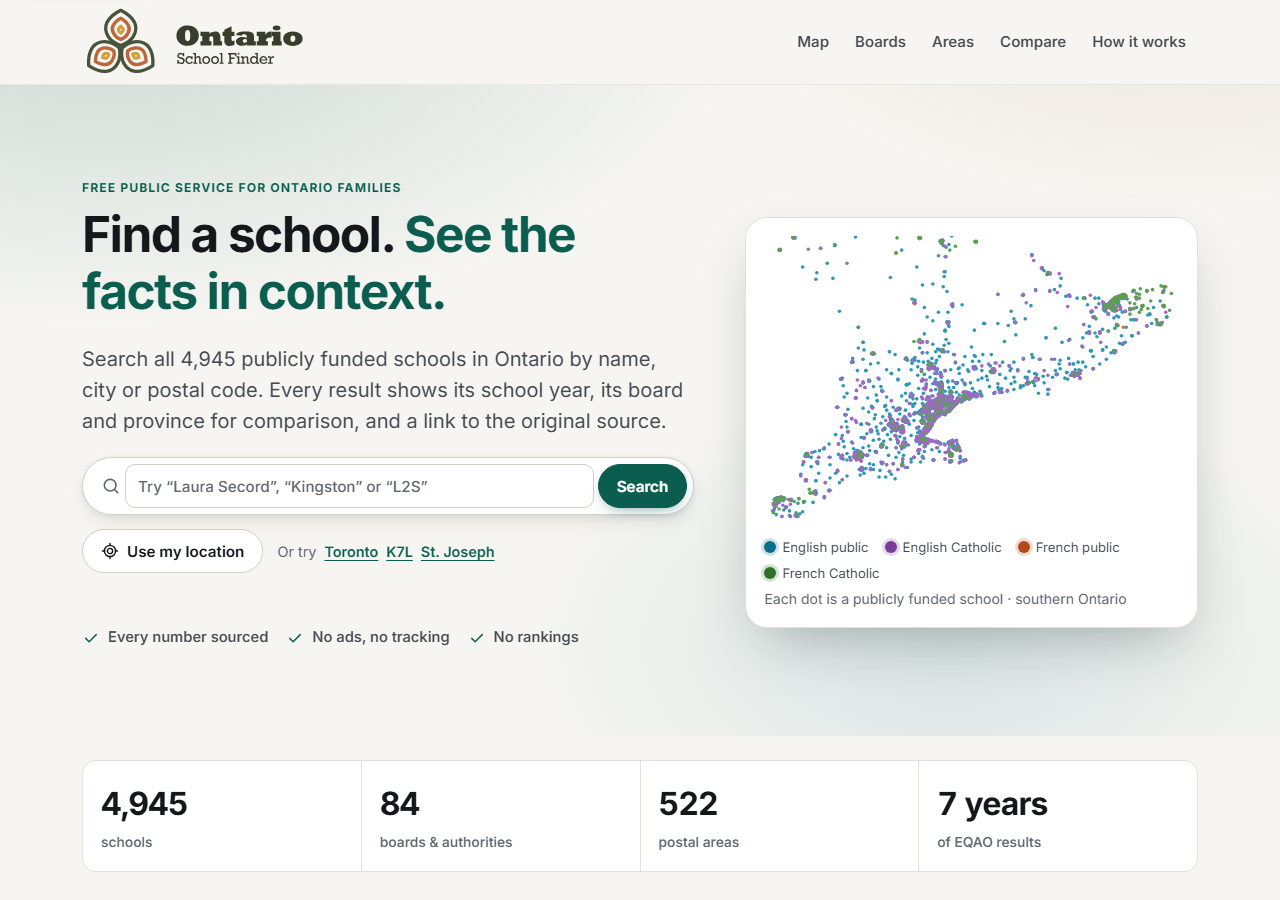 Ontario
School Finder
Map Boards Areas Compare How it works
FREE PUBLIC SERVICE FOR ONTARIO FAMILIES
Find a school. See the
facts in context.
Search all 4,945 publicly funded schools in Ontario by name,
city or postal code. Every result shows its school year, its board
and province for comparison, and a link to the original source.
Try “Laura Secord”, “Kingston” or “L2S”
Search
Use my location
Or try Toronto K7L St. Joseph
Every number sourced No ads, no tracking No rankings
English public English Catholic French public
French Catholic
Each dot is a publicly funded school · southern Ontario
4,945
schools
84
boards & authorities
522
postal areas
7 years
of EQAO results